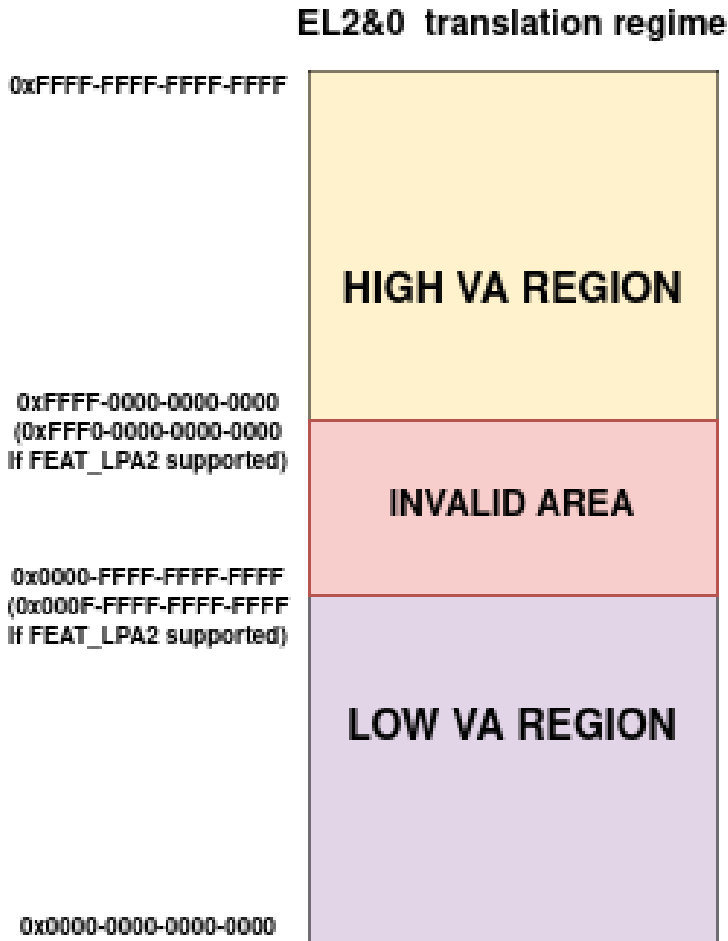 EL2&0 translation regime
0xFFFF-FFFF-FFFF-FFFF
HIGH VA REGION
0xFFFF-0000-0000-0000
(0xFFF0-0000-0000-0000
If FEAT_LPA2 supported)
INVALID AREA
0x0000-FFFF-FFFF-FFFF
(0x000F-FFFF-FFFF-FFFF
If FEAT_LPA2 supported)
LOW VA REGION
0x0000-0000-0000-0000